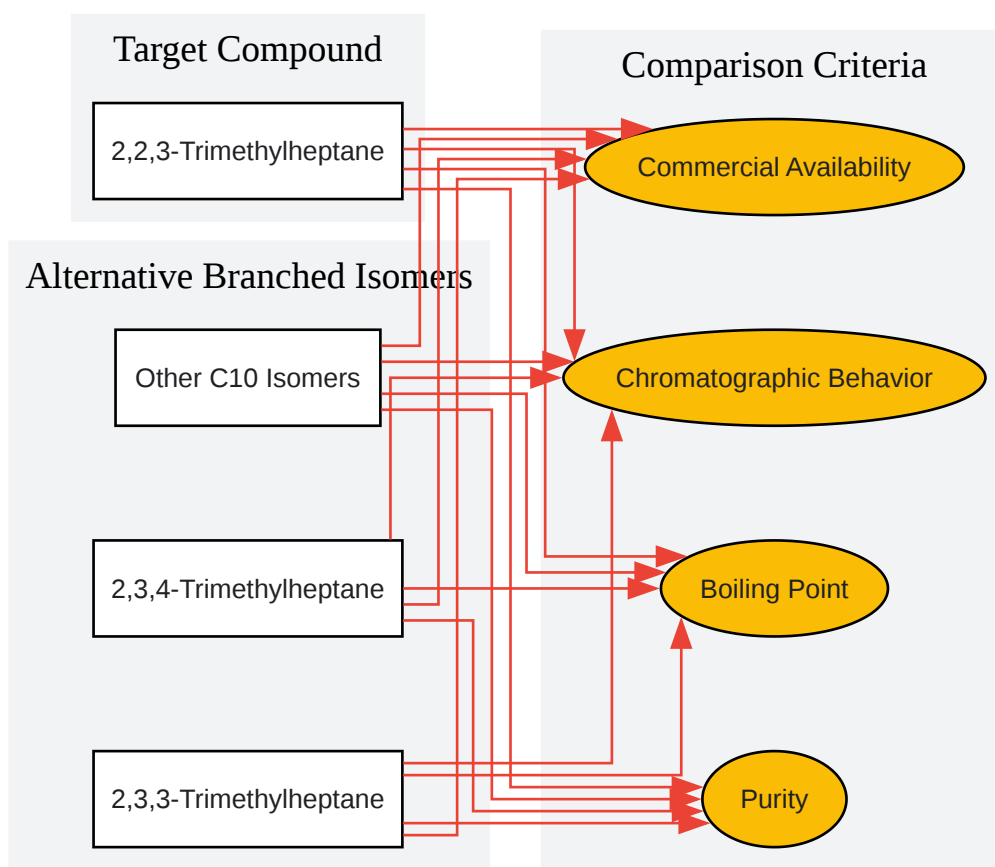 Target Compound
2,2,3-Trimethylheptane
Alternative Branched Isomers
Other C10 Isomers
2,3,4-Trimethylheptane
2,3,3-Trimethylheptane
Comparison Criteria
Commercial Availability
Chromatographic Behavior
Boiling Point
Purity